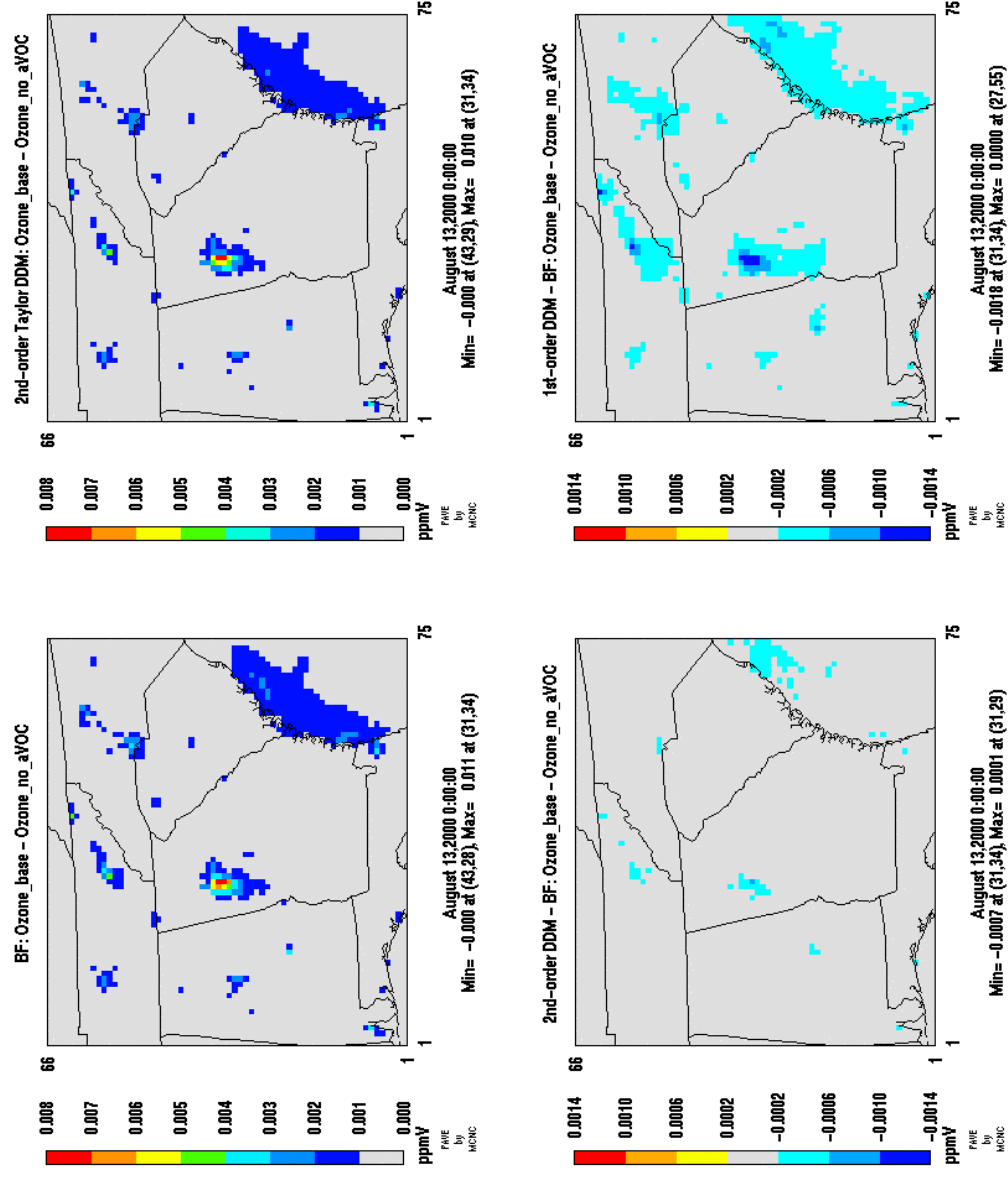 BF: Ozone_base − Ozone_no_aVOC
0.008
0.007
0.006
0.005
0.004
0.003
0.002
0.001
0.000
ppmV
PAVE
by
MCNC
66
1
1
75
August 13,2000 0:00:00
Min= −0.000 at (43,28), Max= 0.011 at (31,34)
2nd−order Taylor DDM: Ozone_base − Ozone_no_aVOC
0.008
0.007
0.006
0.005
0.004
0.003
0.002
0.001
0.000
ppmV
PAVE
by
MCNC
66
1
1
75
August 13,2000 0:00:00
Min= −0.000 at (43,29), Max= 0.010 at (31,34)
2nd−order DDM − BF: Ozone_base − Ozone_no_aVOC
0.0014
0.0010
0.0006
0.0002
−0.0002
−0.0006
−0.0010
−0.0014
ppmV
PAVE
by
MCNC
66
1
1
75
August 13,2000 0:00:00
Min= −0.0007 at (31,34), Max= 0.0001 at (31,29)
1st−order DDM − BF: Ozone_base − Ozone_no_aVOC
0.0014
0.0010
0.0006
0.0002
−0.0002
−0.0006
−0.0010
−0.0014
ppmV
PAVE
by
MCNC
66
1
1
75
August 13,2000 0:00:00
Min= −0.0018 at (31,34), Max= 0.0000 at (27,55)